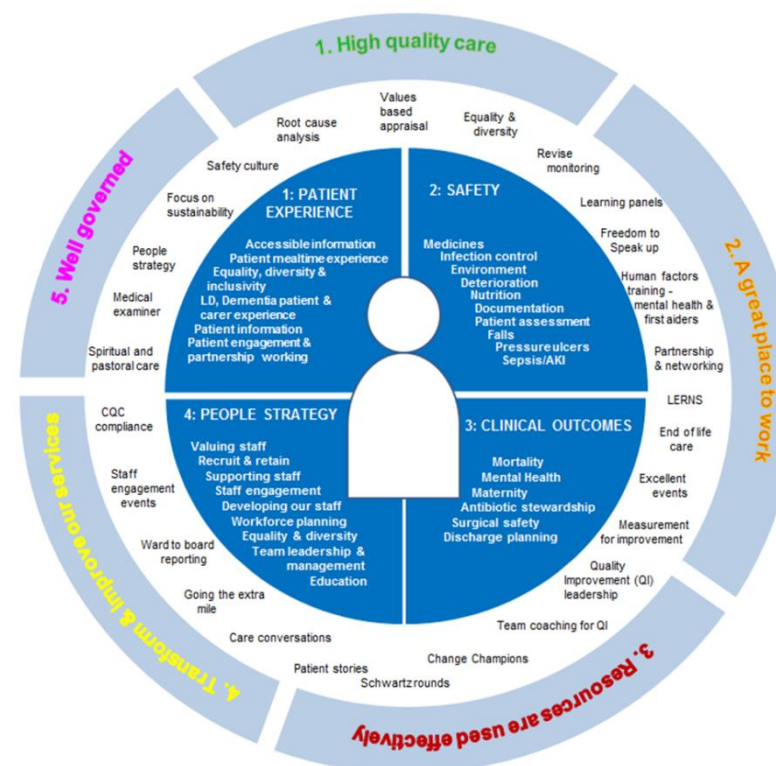 1. High quality care
2. A great place to work
3. Resources are used effectively
4. Transform & Improve our services
5. Well governed
Values
based
appraisal
Equality &
diversity
Revise
monitoring
Learning panels
Freedom to
Speak up
Human factors
training -
mental health &
first aiders
Partnership
& networking
LERNS
End of life
care
Excellent
events
Measurement
for improvement
Quality
Improvement (QI)
leadership
Team coaching for QI
Change Champions
Schwartz rounds
Patient stories
Care conversations
Going the extra
mile
Ward to board
reporting
Staff
engagement
events
CQC
compliance
Spiritual and
pastoral care
Medical
examiner
People
strategy
Focus on
sustainability
Safety culture
Root cause
analysis
1: PATIENT
EXPERIENCE
Accessible information
Patient mealtime experience
Equality, diversity &
inclusivity
LD, Dementia patient &
carer experience
Patient information
Patient engagement &
partnership working
2: SAFETY
Medicines
Infection control
Environment
Deterioration
Nutrition
Documentation
Patient assessment
Falls
Pressure ulcers
Sepsis/AKI
3: CLINICAL OUTCOMES
Mortality
Mental Health
Maternity
Antibiotic stewardship
Surgical safety
Discharge planning
4: PEOPLE STRATEGY
Valuing staff
Recruit & retain
Supporting staff
Staff engagement
Developing our staff
Workforce planning
Equality & diversity
Team leadership &
management
Education